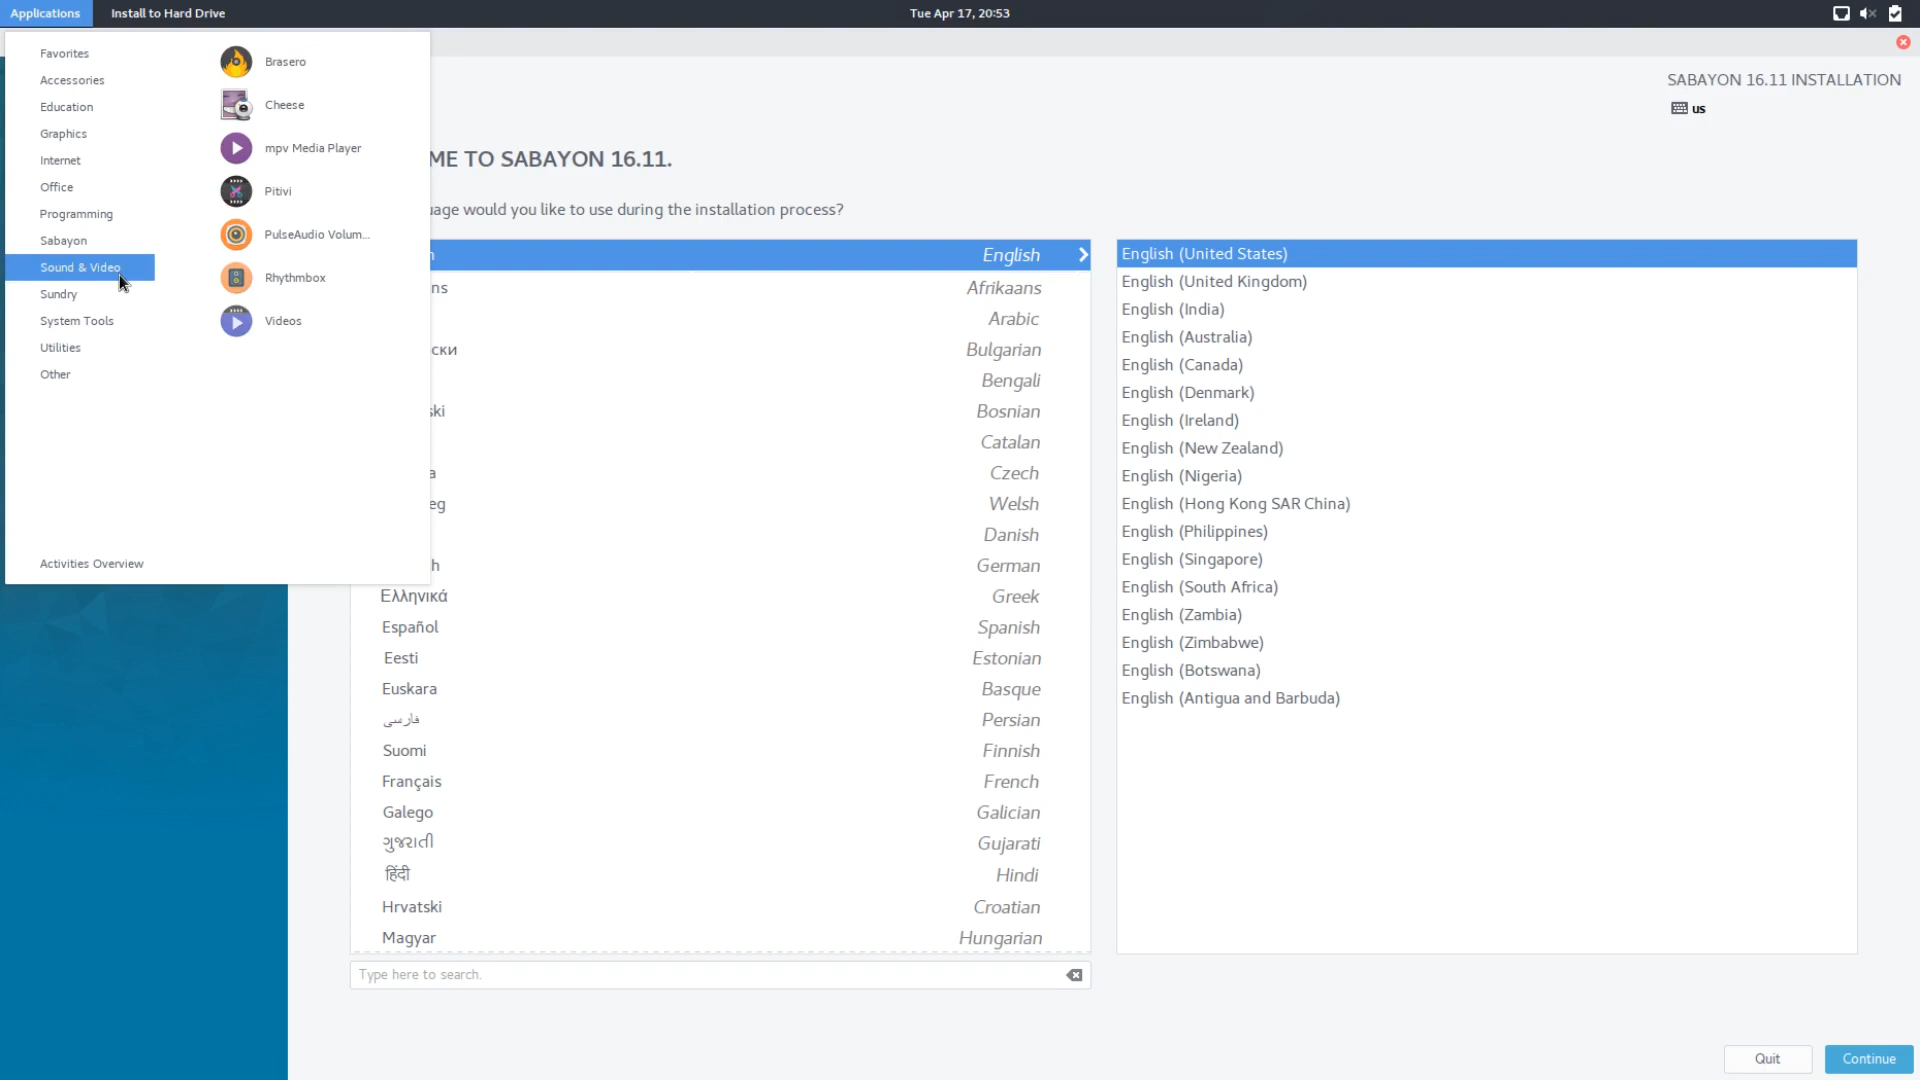 Applications
Install to Hard Drive
Tue Apr 17, 20:53
Favorites
Accessories
Education
Graphics
Internet
Office
Programming
Sabayon
Sound & Video
Sundry
System Tools
Utilities
Other
Activities Overview
Brasero
Cheese
mpv Media Player
Pitivi
PulseAudio Volum...
Rhythmbox
Videos
SABAYON 16.11 INSTALLATION
us
ME TO SABAYON 16.11.
uage would you like to use during the installation process?
English
ns Afrikaans
Arabic
ски Bulgarian
Bengali
ski Bosnian
Catalan
a Czech
eg Welsh
Danish
h German
Ελληνικά Greek
Español Spanish
Eesti Estonian
Euskara Basque
فارسی Persian
Suomi Finnish
Français French
Galego Galician
ગુજરાતી Gujarati
हिंदी Hindi
Hrvatski Croatian
Magyar Hungarian
Type here to search.
English (United States)
English (United Kingdom)
English (India)
English (Australia)
English (Canada)
English (Denmark)
English (Ireland)
English (New Zealand)
English (Nigeria)
English (Hong Kong SAR China)
English (Philippines)
English (Singapore)
English (South Africa)
English (Zambia)
English (Zimbabwe)
English (Botswana)
English (Antigua and Barbuda)
Quit
Continue